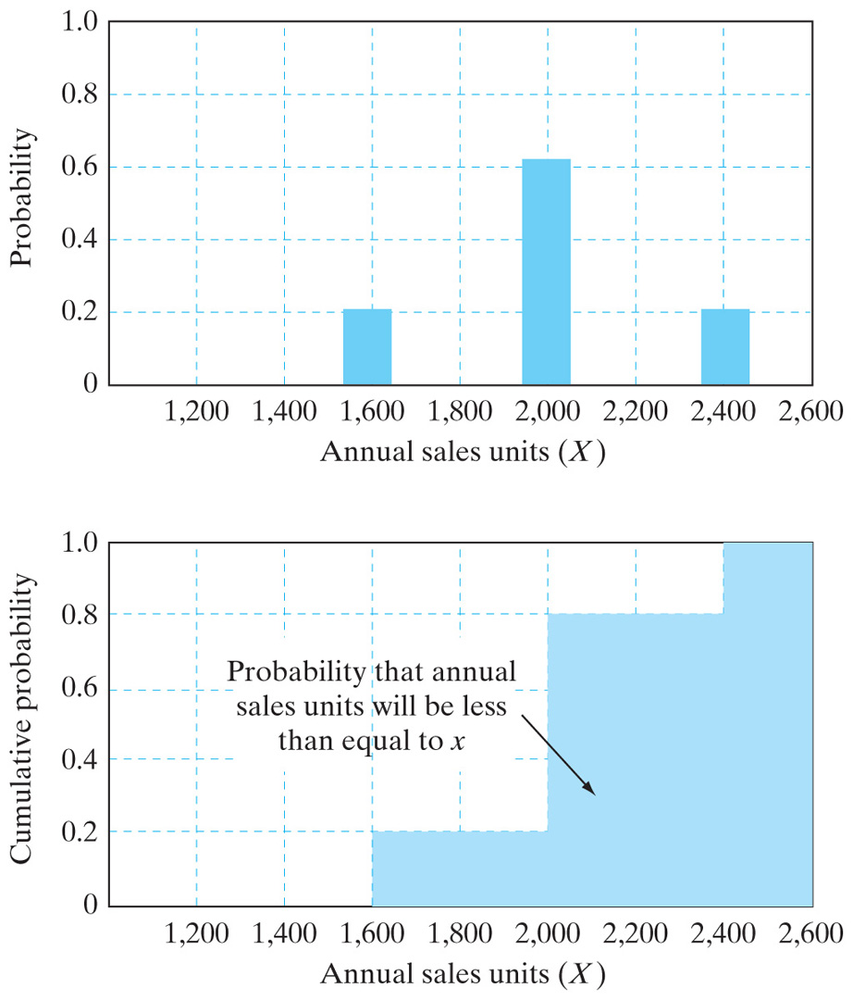 Probability
1.0
0.8
0.6
0.4
0.2
0
1,200 1,400 1,600 1,800 2,000 2,200 2,400 2,600
Annual sales units (X)
Cumulative probability
1.0
0.8
0.6
0.4
0.2
0
Probability that annual
sales units will be less
than equal to x
1,200 1,400 1,600 1,800 2,000 2,200 2,400 2,600
Annual sales units (X)